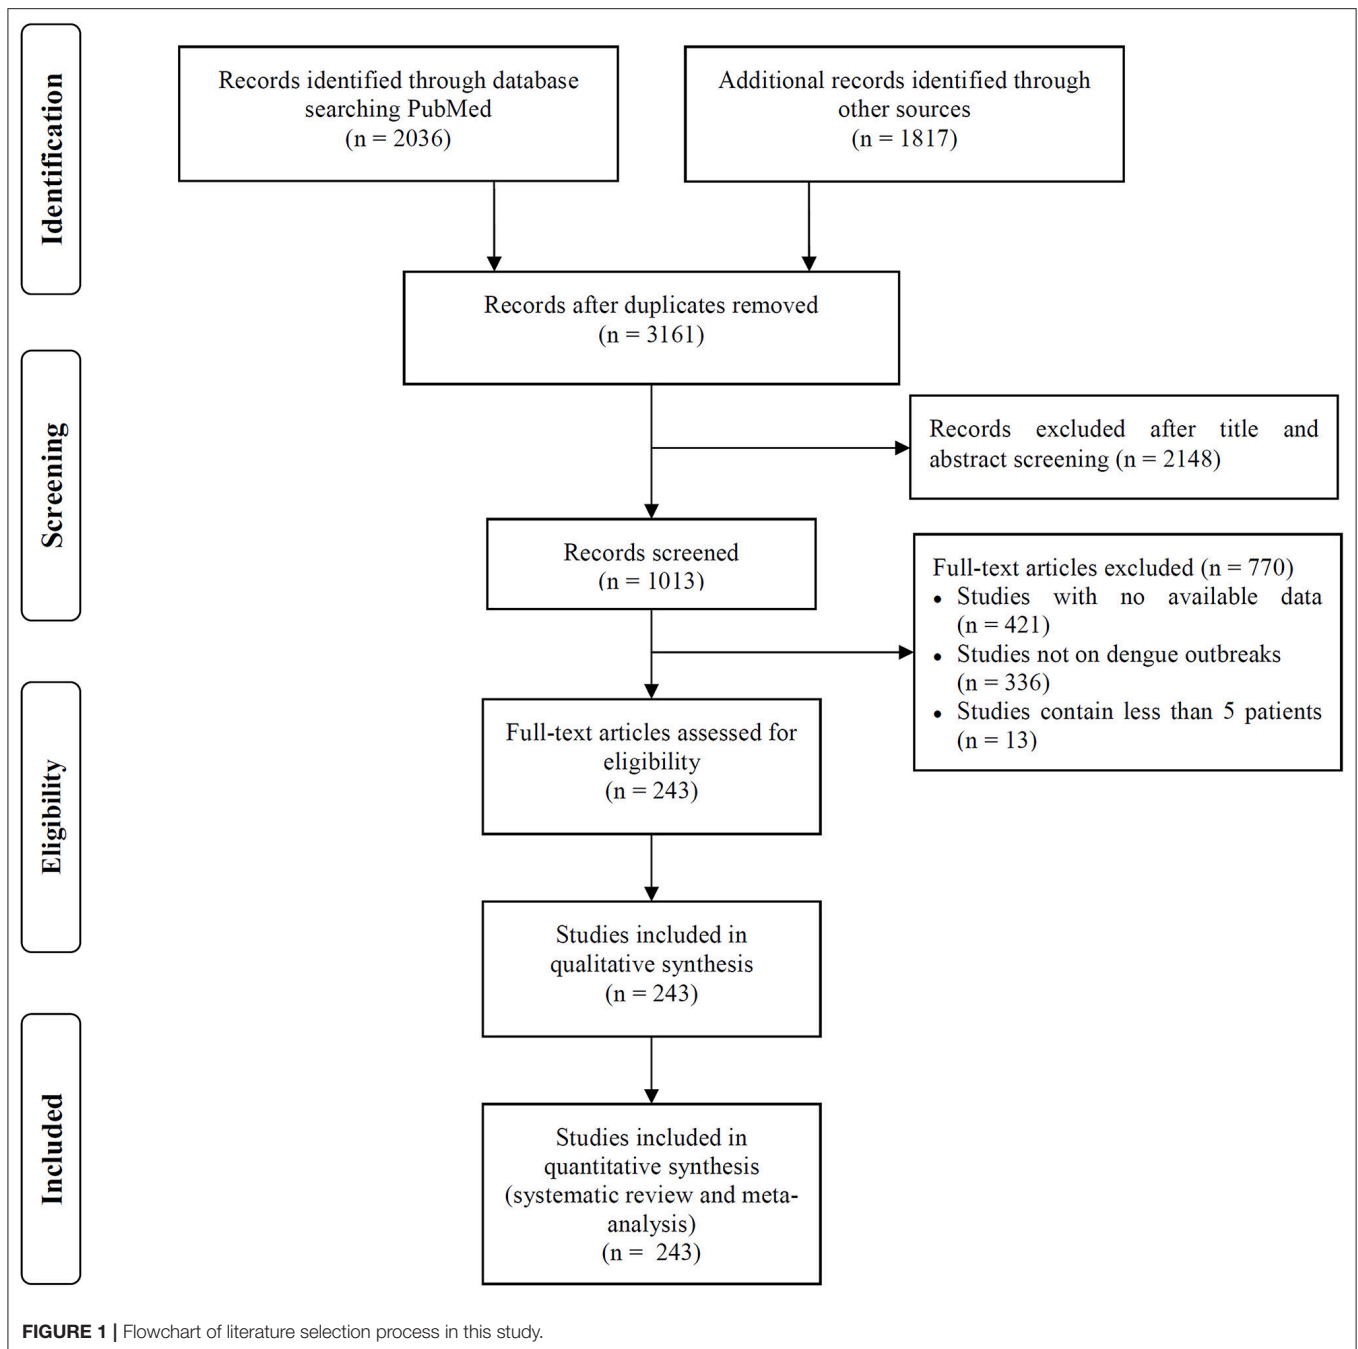 Identification
Records identified through database
searching PubMed
(n = 2036)
Additional records identified through
other sources
(n = 1817)
Records after duplicates removed
(n = 3161)
Screening
Records excluded after title and
abstract screening (n = 2148)
Records screened
(n = 1013)
Full-text articles excluded (n = 770)
• Studies with no available data
(n = 421)
• Studies not on dengue outbreaks
(n = 336)
• Studies contain less than 5 patients
(n = 13)
Eligibility
Full-text articles assessed for
eligibility
(n = 243)
Studies included in
qualitative synthesis
(n = 243)
Included
Studies included in
quantitative synthesis
(systematic review and meta-
analysis)
(n = 243)
FIGURE 1 | Flowchart of literature selection process in this study.